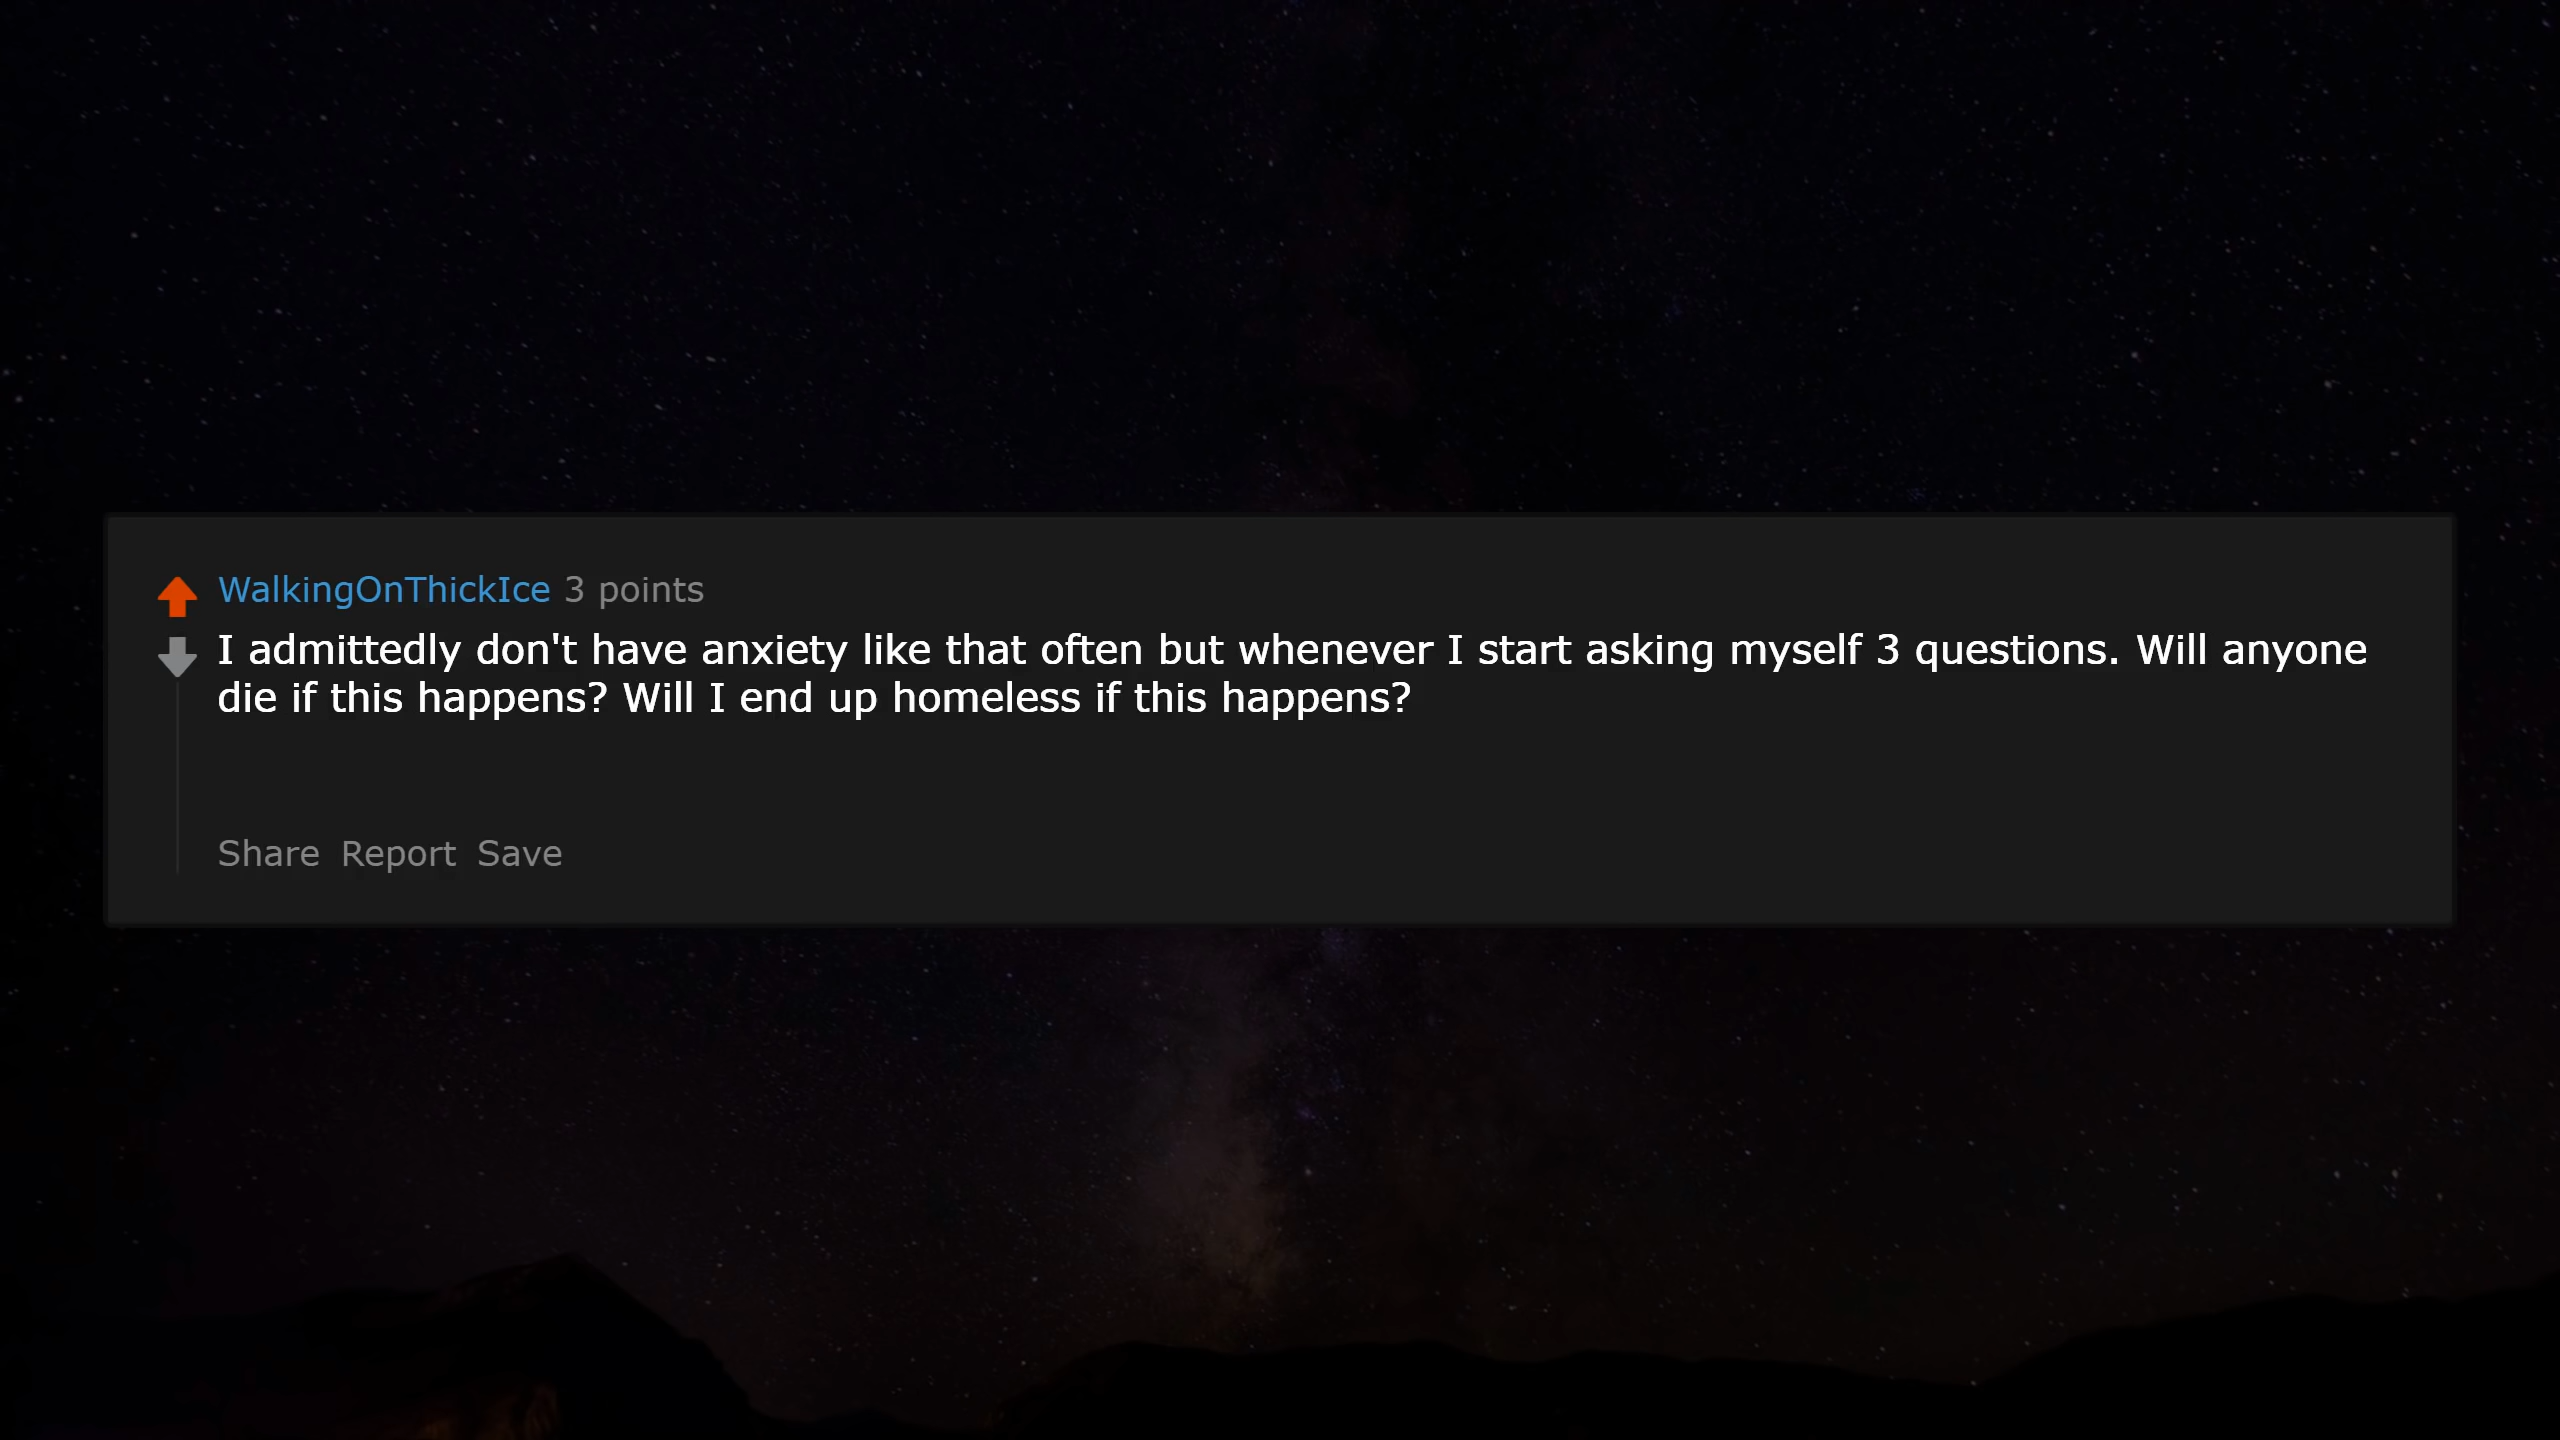 WalkingOnThickIce 3 points
I admittedly don't have anxiety like that often but whenever I start asking myself 3 questions. Will anyone
die if this happens? Will I end up homeless if this happens?
Share Report Save